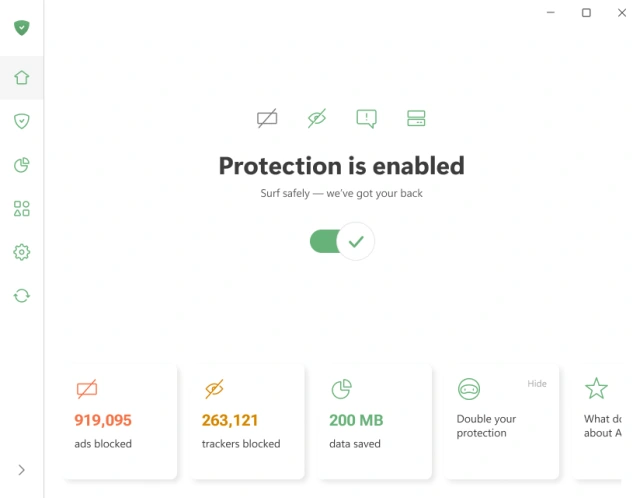 Protection is enabled
Surf safely — we've got your back
919,095
ads blocked
263,121
trackers blocked
200 MB
data saved
Hide
Double your
protection
What do
about A